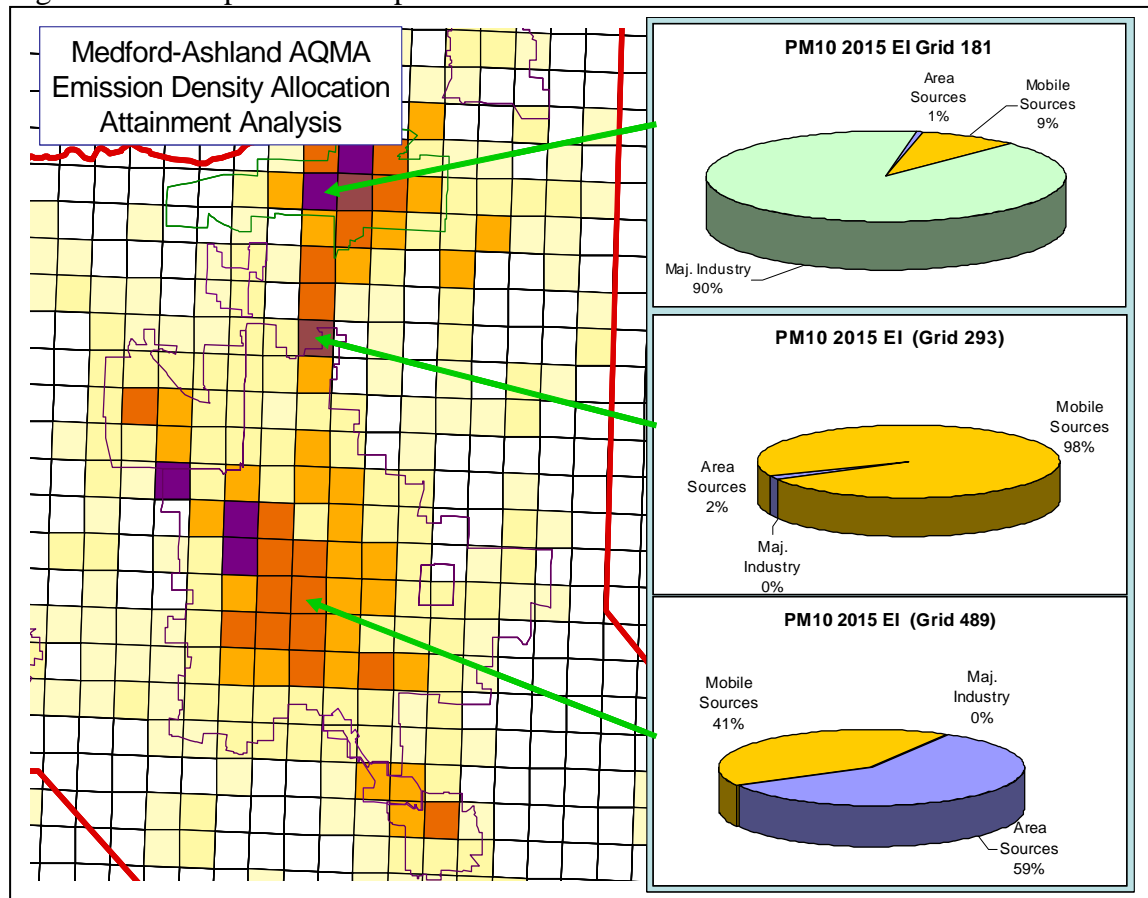 Medford-Ashland AQMA
Emission Density Allocation
Attainment Analysis
PM10 2015 EI Grid 181
Area
Sources
1%
Mobile
Sources
9%
Maj. Industry
90%
PM10 2015 EI (Grid 293)
Mobile
Sources
98%
Area
Sources
2%
Maj.
Industry
0%
PM10 2015 EI (Grid 489)
Mobile
Sources
41%
Maj.
Industry
0%
Area
Sources
59%